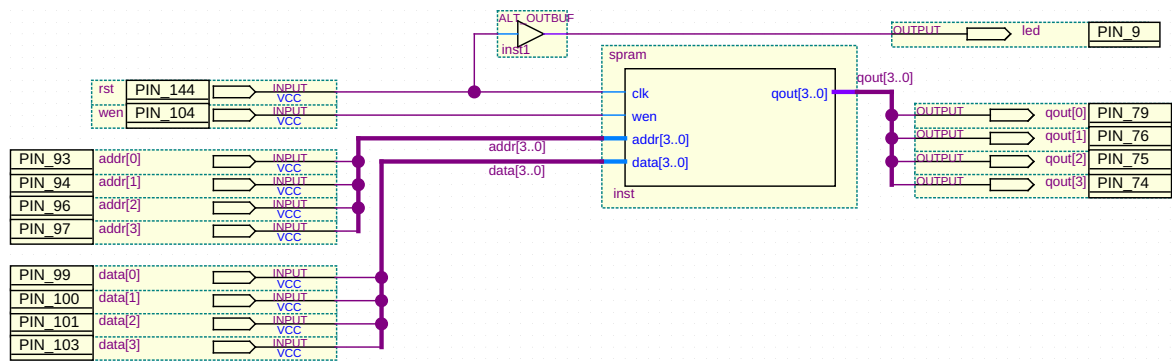 ALT_OUTBUF
inst1
OUTPUT led PIN_9
spram
rst PIN_144 INPUT
VCC
wen PIN_104 INPUT
VCC
clk qout[3..0]
wen
addr[3..0]
data[3..0]
inst
qout[3..0]
addr[3..0]
data[3..0]
OUTPUT qout[0] PIN_79
OUTPUT qout[1] PIN_76
OUTPUT qout[2] PIN_75
OUTPUT qout[3] PIN_74
PIN_93 addr[0] INPUT
VCC
PIN_94 addr[1] INPUT
VCC
PIN_96 addr[2] INPUT
VCC
PIN_97 addr[3] INPUT
VCC
PIN_99 data[0] INPUT
VCC
PIN_100 data[1] INPUT
VCC
PIN_101 data[2] INPUT
VCC
PIN_103 data[3] INPUT
VCC